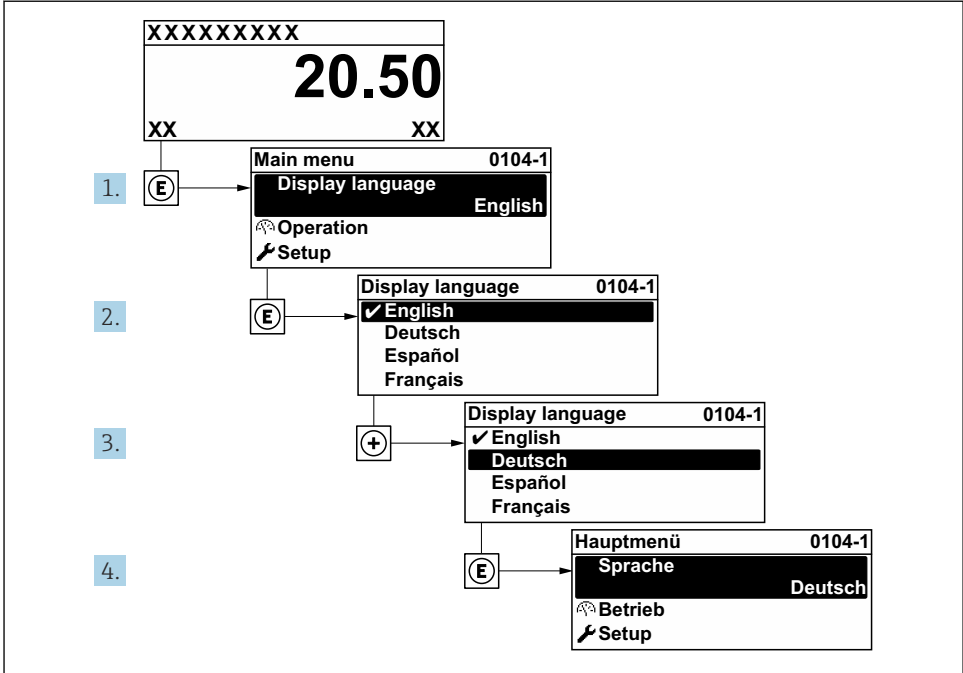 XXXXXXXXX
20.50
XX XX
1. E Main menu 0104-1
Display language
English
Operation
Setup
2. E Display language 0104-1
✔ English
Deutsch
Español
Français
3. + Display language 0104-1
✔ English
Deutsch
Español
Français
4. E Hauptmenü 0104-1
Sprache
Deutsch
Betrieb
Setup